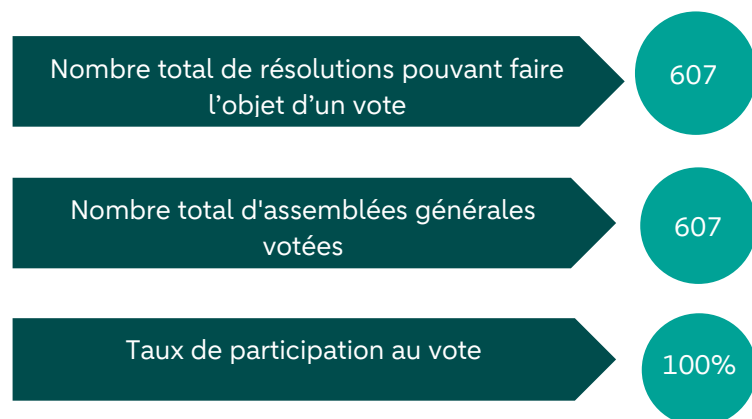 Nombre total de résolutions pouvant faire
l’objet d’un vote
607
Nombre total d'assemblées générales
votées
607
Taux de participation au vote
100%